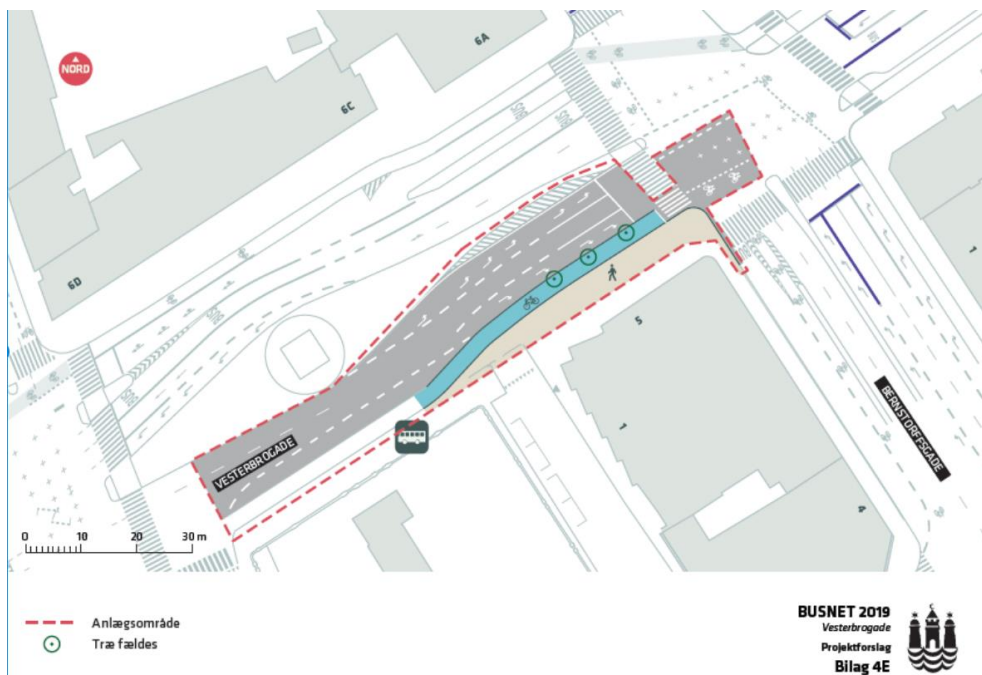 NORD
6A
6C
6D
5
1
1
4
VESTERBROGADE
BERNSTORFFSGADE
0 10 20 30 m
Anlægsområde
Træ fældes
BUSNET 2019
Vesterbrogade
Projektforslag
Bilag 4E